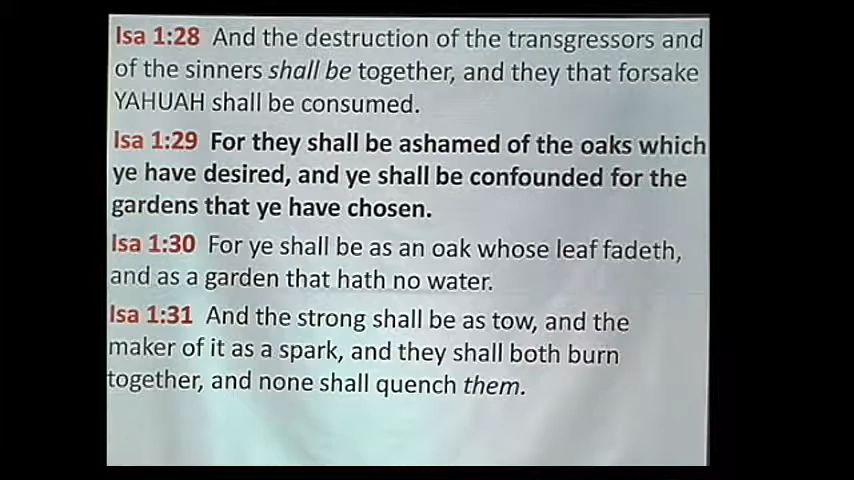 Isa 1:28 And the destruction of the transgressors and
of the sinners shall be together, and they that forsake
YAHUAH shall be consumed.
Isa 1:29 For they shall be ashamed of the oaks which
ye have desired, and ye shall be confounded for the
gardens that ye have chosen.
Isa 1:30 For ye shall be as an oak whose leaf fadeth,
and as a garden that hath no water.
Isa 1:31 And the strong shall be as tow, and the
maker of it as a spark, and they shall both burn
together, and none shall quench them.